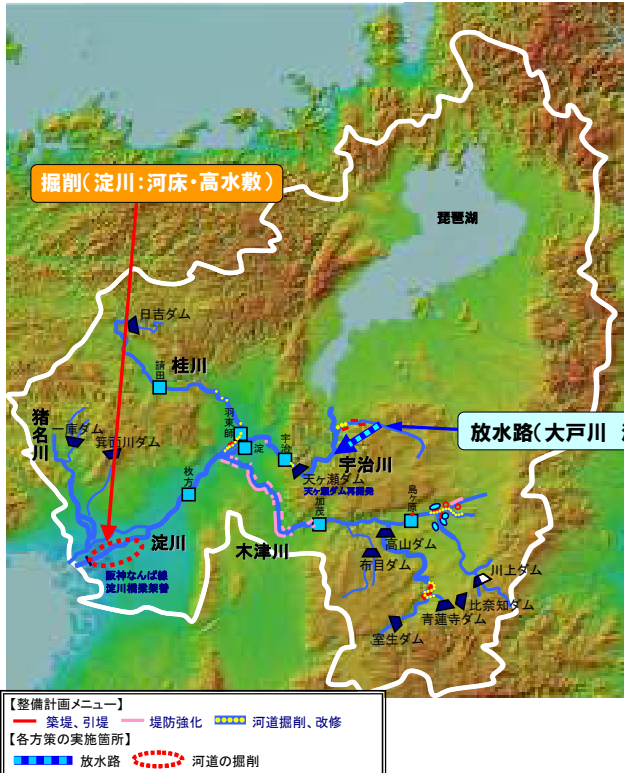 掘削(淀川:河床・高水敷)
琵琶湖
日吉ダム
請田
桂川
猪名川
一庫ダム
箕面川ダム
羽束師
淀
宇治
枚方
放水路(大戸川
天ヶ瀬ダム
宇治川
天ヶ瀬ダム再開発
島ヶ原
加茂
淀川
木津川
高山ダム
布目ダム
川上ダム
阪神なんば線
淀川橋梁架替
比奈知ダム
青蓮寺ダム
室生ダム
【整備計画メニュー】
築堤、引堤 堤防強化 河道掘削、改修
【各方策の実施箇所】
放水路 河道の掘削